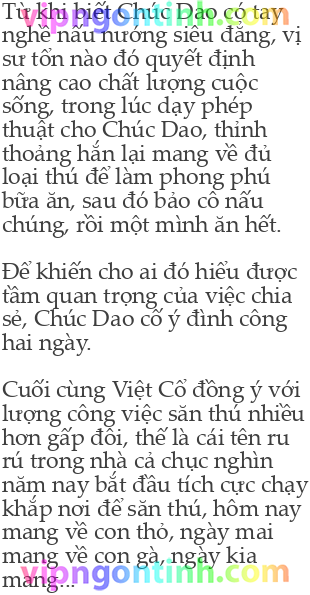 Từ khi biết Chúc Dao có tay
nghề nấu nướng siêu đẳng, vị
sư tổn nào đó quyết định
nâng cao chất lượng cuộc
sống, trong lúc dạy phép
thuật cho Chúc Dao, thỉnh
thoảng hắn lại mang về đủ
loại thú để làm phong phú
bữa ăn, sau đó bảo cô nấu
chúng, rồi một mình ăn hết.
Để khiến cho ai đó hiểu được
tầm quan trọng của việc chia
sẻ, Chúc Dao cố ý đình công
hai ngày.
Cuối cùng Việt Cổ đồng ý với
lượng công việc săn thú nhiều
hơn gấp đôi, thế là cái tên ru
rú trong nhà cả chục nghìn
năm nay bắt đầu tích cực chạy
khắp nơi để săn thú, hôm nay
mang về con thỏ, ngày mai
mang về con gà, ngày kia
mang...
vipngontinh.com
vipngontinh.com